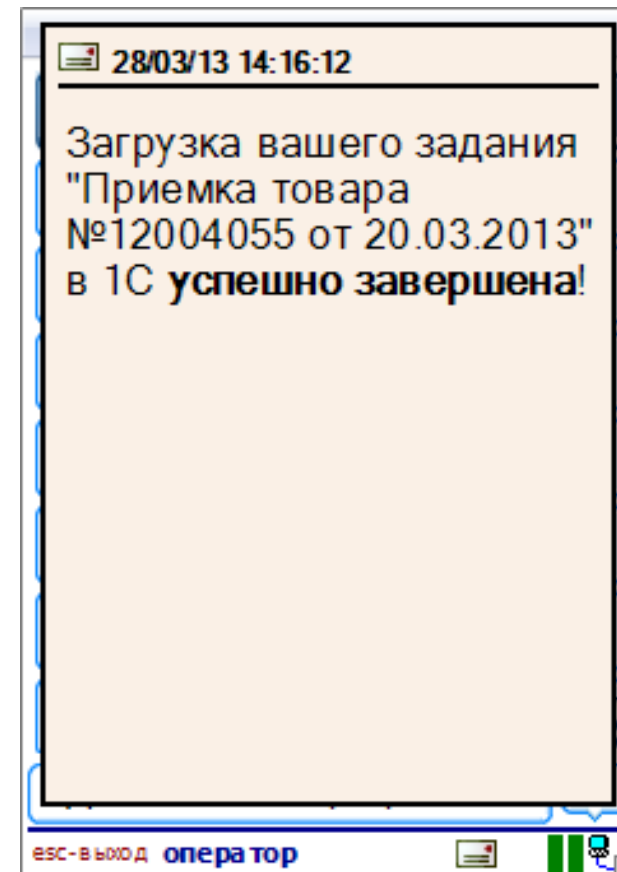 28/03/13 14:16:12
Загрузка вашего задания
"Приемка товара
№12004055 от 20.03.2013"
в 1С успешно завершена!
esc-выход оператор